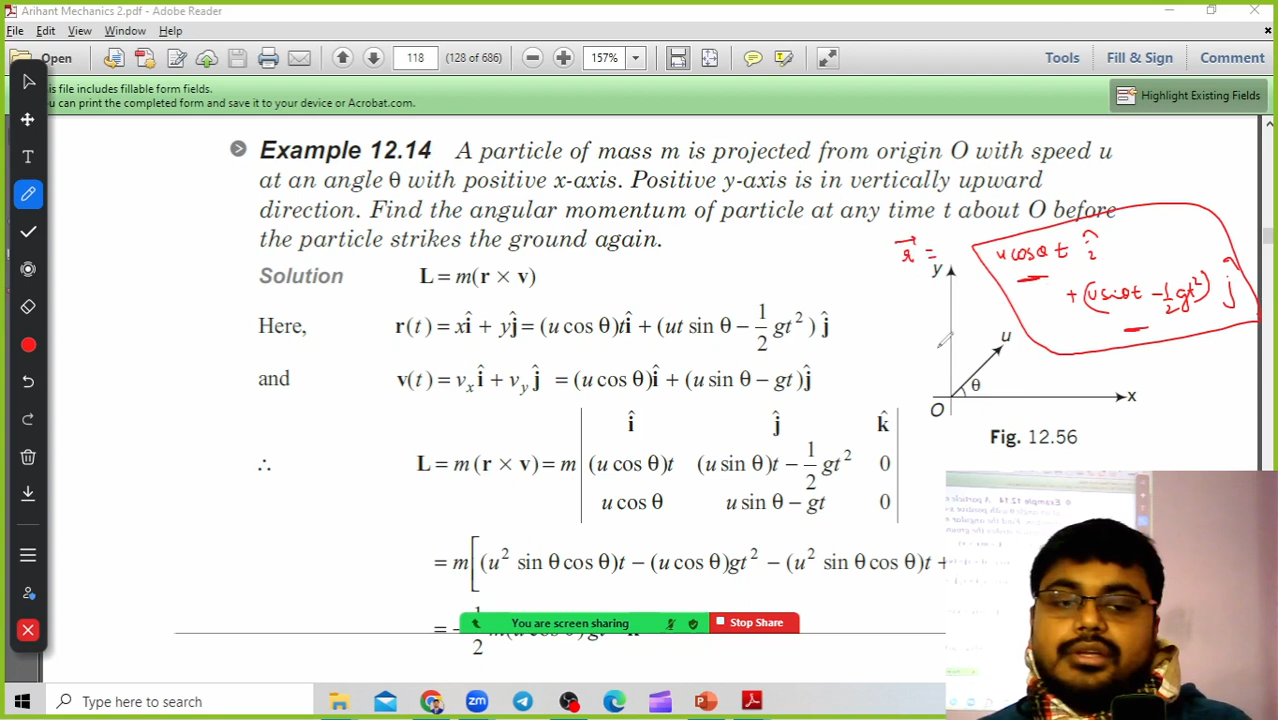 Arihant Mechanics 2.pdf - Adobe Reader
File Edit View Window Help
Open 118 (128 of 686) 157% Tools Fill & Sign Comment
is file includes fillable form fields.
u can print the completed form and save it to your device or Acrobat.com.
Highlight Existing Fields
Example 12.14 A particle of mass m is projected from origin O with speed u
at an angle θ with positive x-axis. Positive y-axis is in vertically upward
direction. Find the angular momentum of particle at any time t about O before
the particle strikes the ground again.
r⃗ = u cosθ t î
+ (u sinθt - 1/2 gt²) ĵ
Solution L = m(r × v)
Here, r(t) = xî + yĵ = (u cos θ)tî + (ut sin θ − 1/2 gt²) ĵ
and v(t) = vₓ î + v_y ĵ = (u cos θ)î + (u sin θ − gt)ĵ
y
u
θ
O x
Fig. 12.56
î ĵ k̂
∴ L = m (r × v) = m (u cos θ)t (u sin θ)t − 1/2 gt² 0
u cos θ u sin θ − gt 0
= m [(u² sin θ cos θ)t − (u cos θ)gt² − (u² sin θ cos θ)t +
You are screen sharing Stop Share
Type here to search